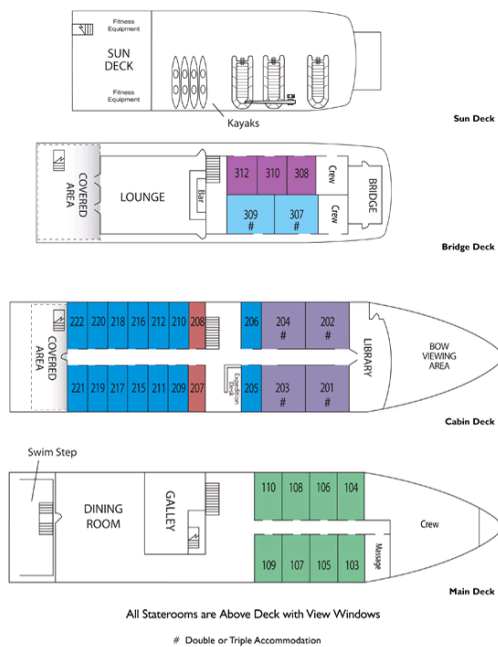 Fitness
Equipment
SUN
DECK
Fitness
Equipment
Kayaks
Sun Deck
COVERED
AREA
LOUNGE
Bar
312 310 308
Crew
309
#
307
#
Crew
BRIDGE
Bridge Deck
222 220 218 216 212 210 208 206
204
#
202
#
COVERED
AREA
LIBRARY
BOW
VIEWING
AREA
221 219 217 215 211 209 207
Expedition
Desk
205
203
#
201
#
Cabin Deck
Swim Step
DINING
ROOM
GALLEY
110 108 106 104
109 107 105 103
Massage
Crew
Main Deck
All Staterooms are Above Deck with View Windows
# Double or Triple Accommodation